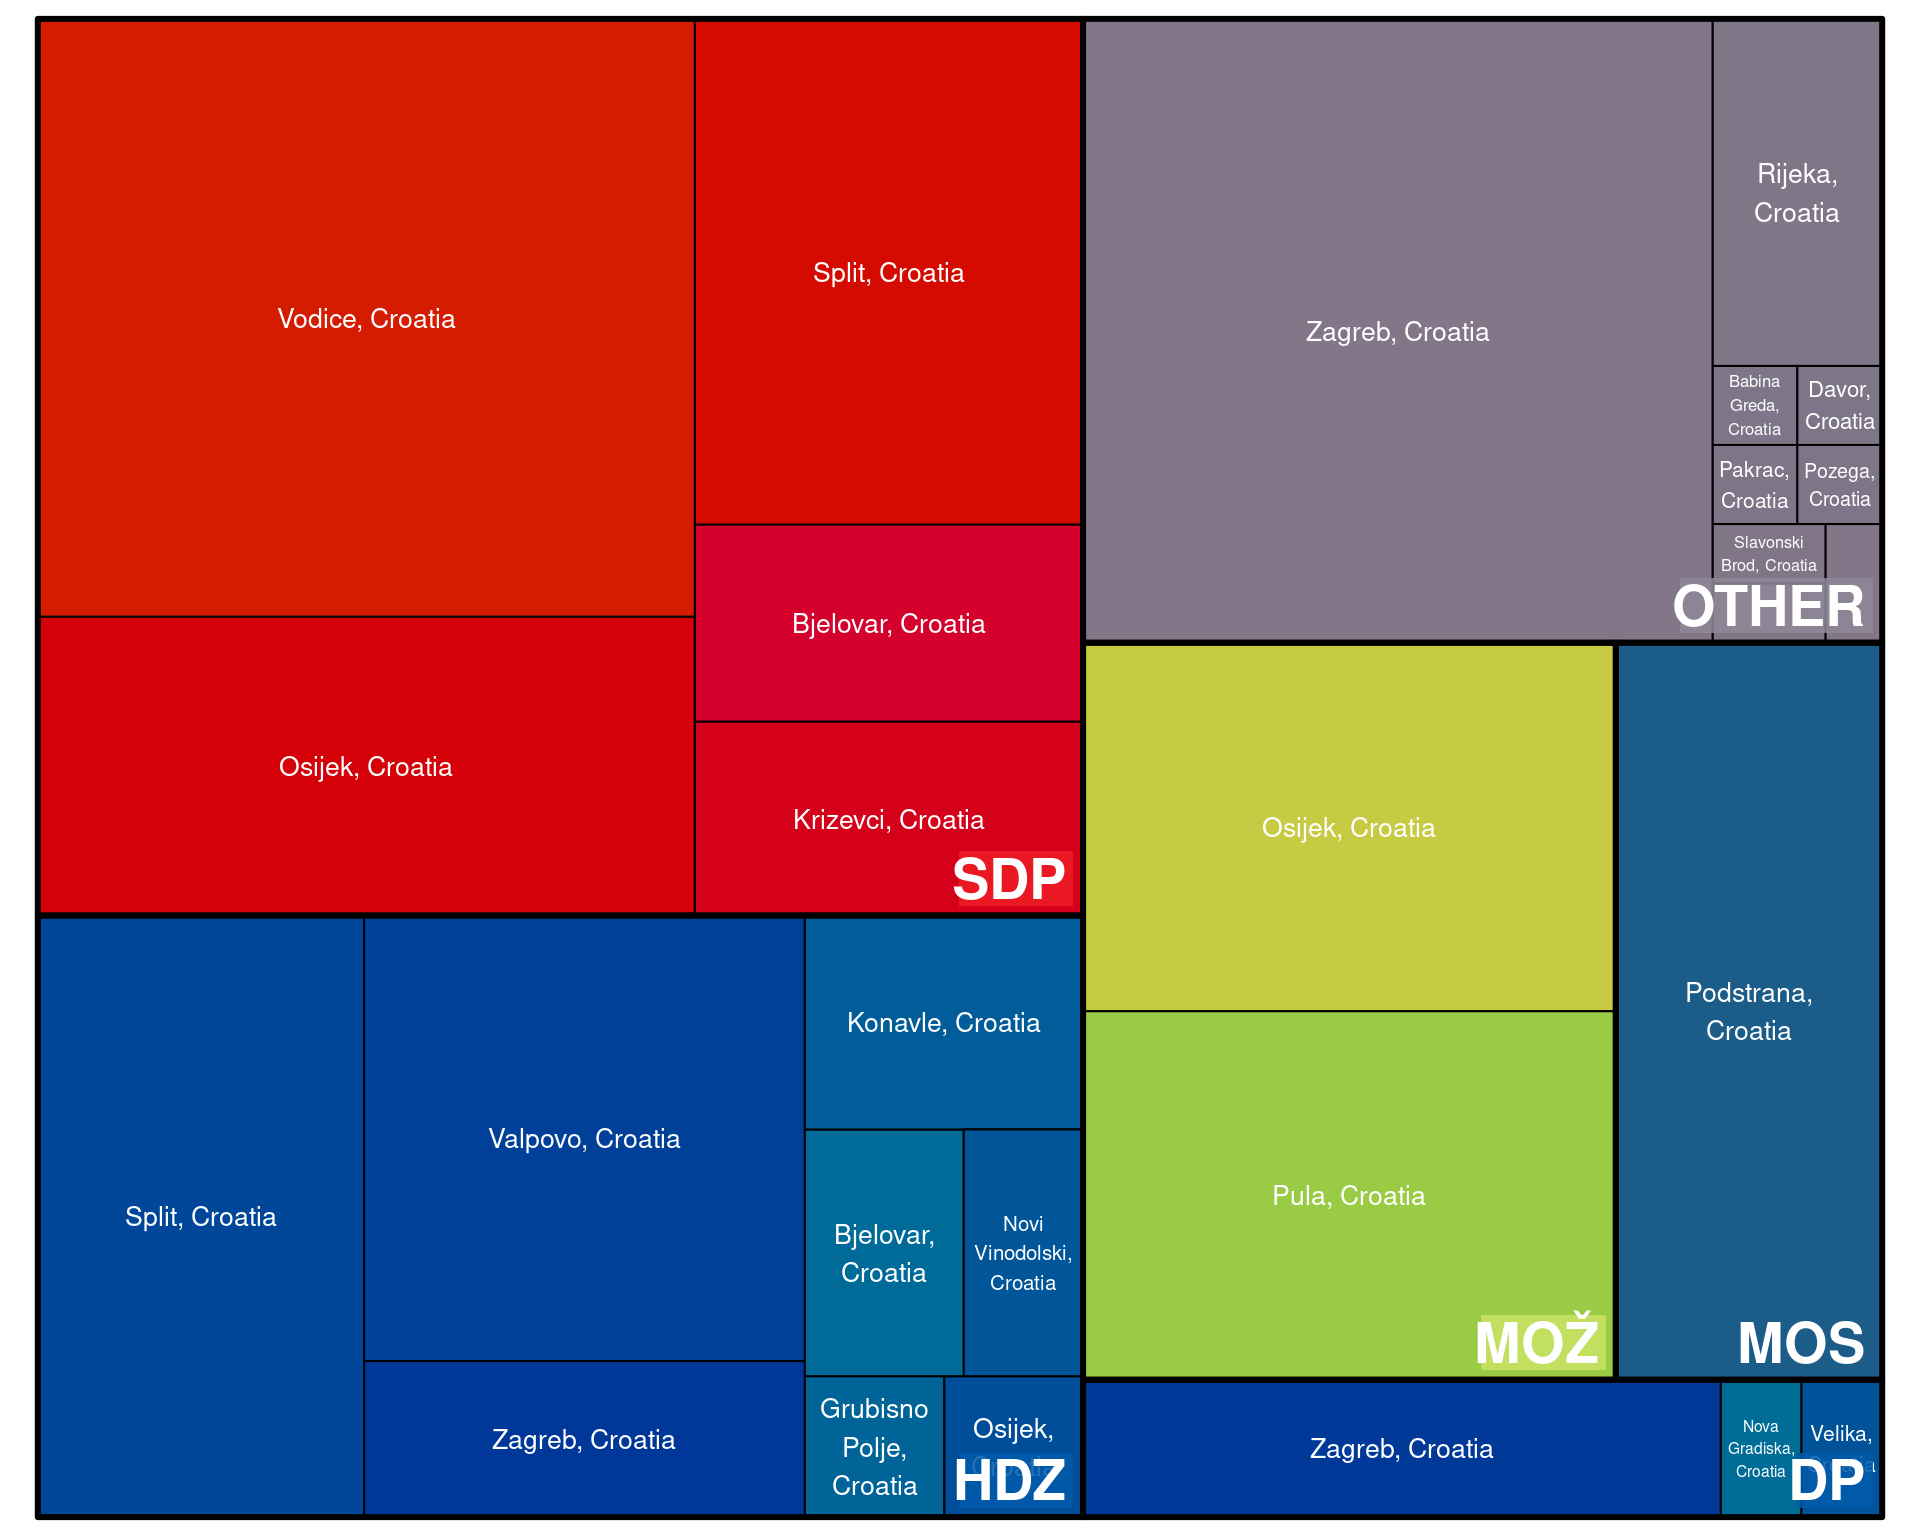 Vodice, Croatia
Split, Croatia
Bjelovar, Croatia
Osijek, Croatia
Krizevci, Croatia
SDP
Zagreb, Croatia
Rijeka,
Croatia
Babina
Greda,
Croatia
Davor,
Croatia
Pakrac,
Croatia
Pozega,
Croatia
Slavonski
Brod, Croatia
OTHER
Split, Croatia
Valpovo, Croatia
Zagreb, Croatia
Konavle, Croatia
Bjelovar,
Croatia
Novi
Vinodolski,
Croatia
Grubisno
Polje,
Croatia
Osijek,
Croatia
HDZ
Osijek, Croatia
Pula, Croatia
MOŽ
Podstrana,
Croatia
MOS
Zagreb, Croatia
Nova
Gradiska,
Croatia
Velika,
DP